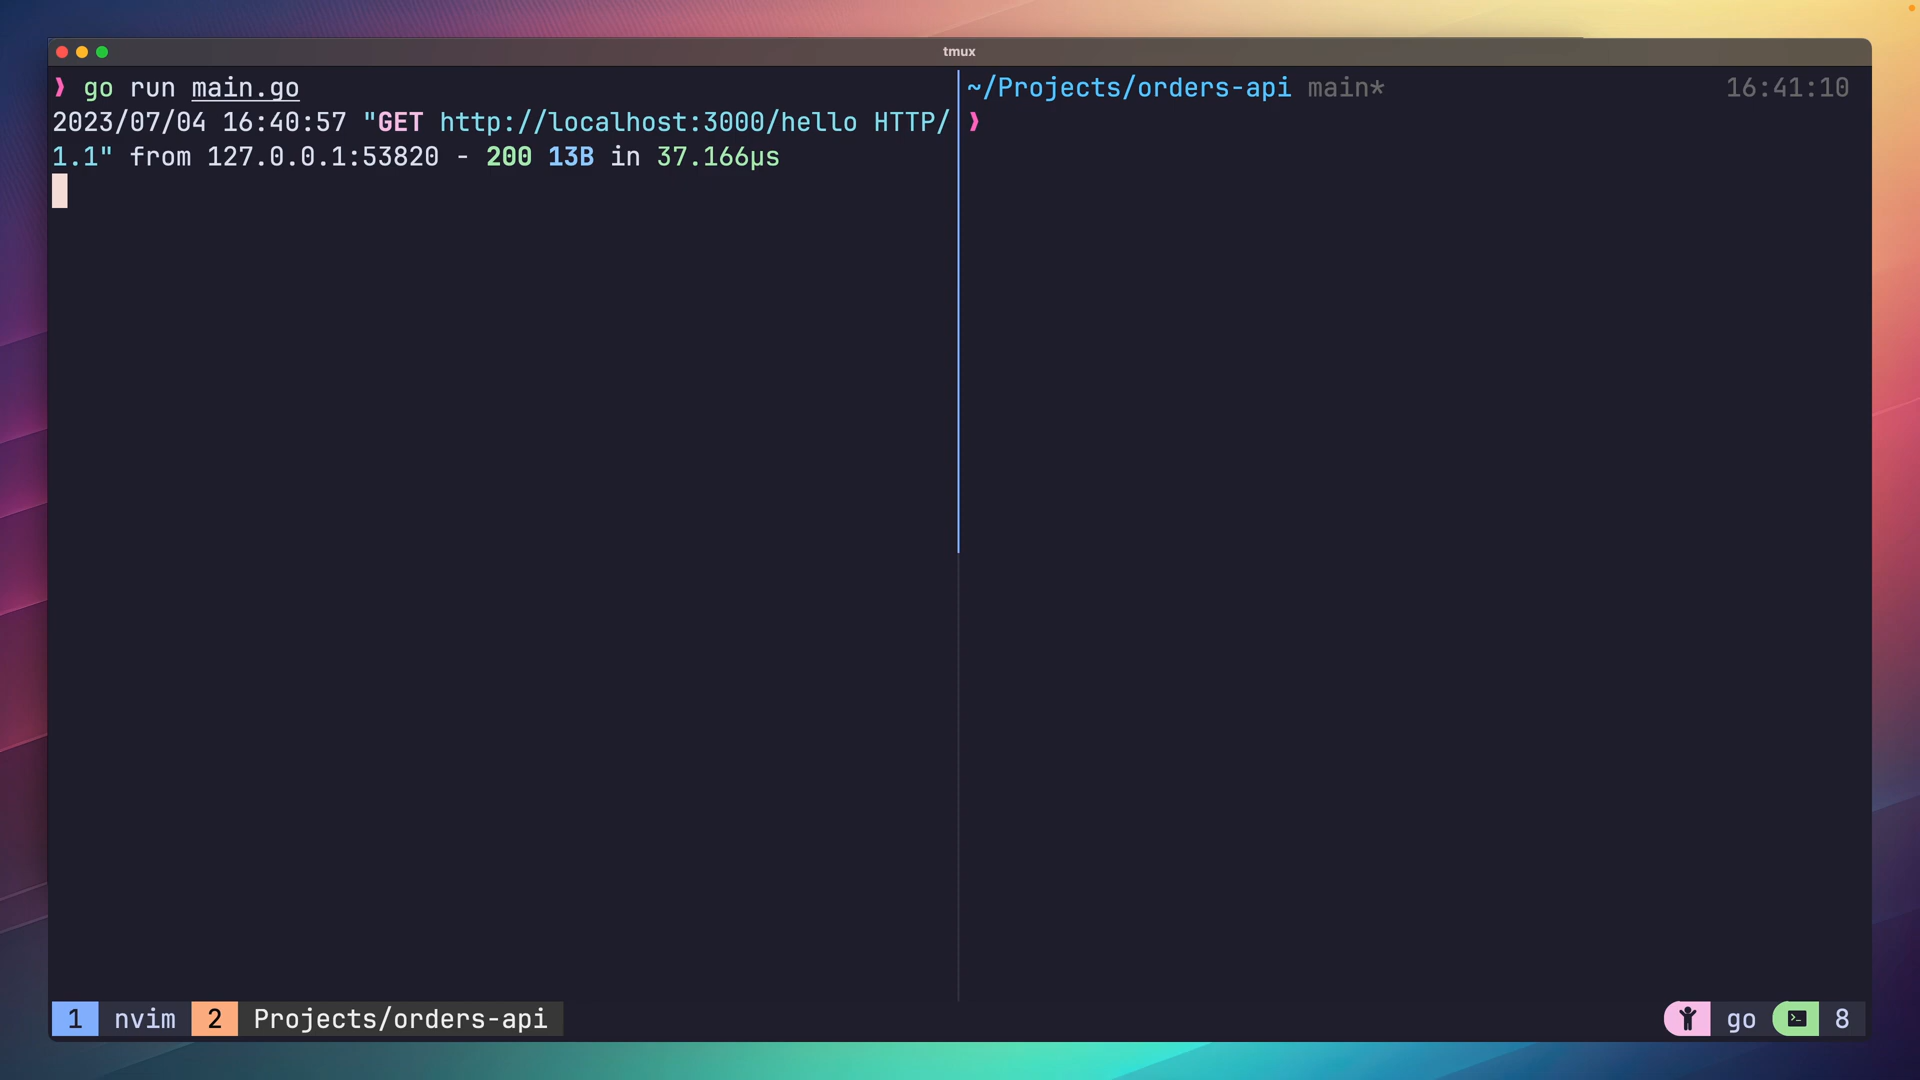 tmux
❱ go run main.go
2023/07/04 16:40:57 "GET http://localhost:3000/hello HTTP/
1.1" from 127.0.0.1:53820 - 200 13B in 37.166µs
~/Projects/orders-api main* 16:41:10
❱
1 nvim 2 Projects/orders-api
go 8